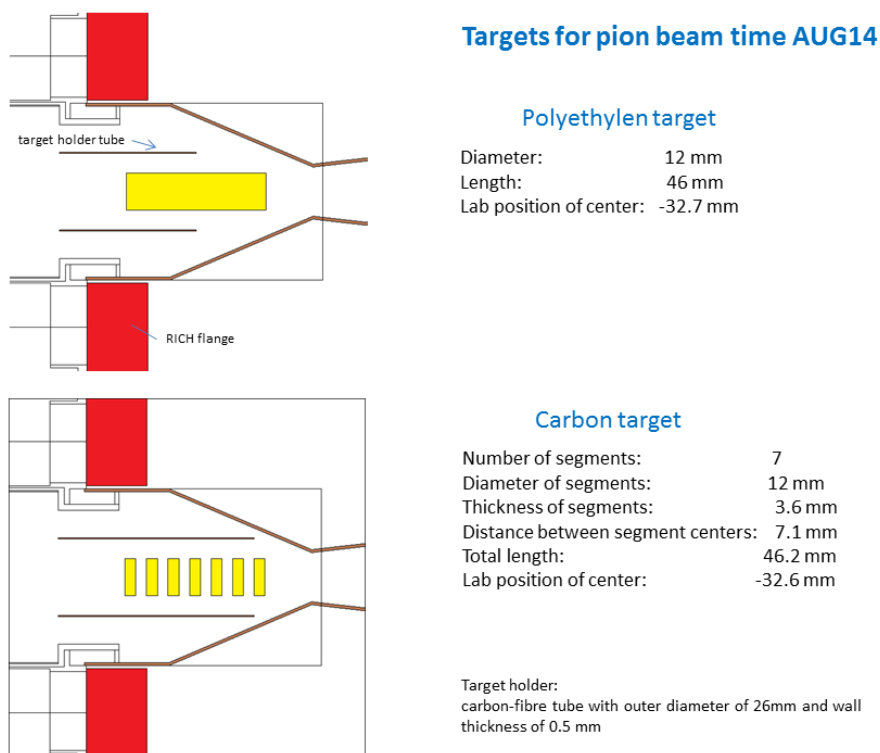 Targets for pion beam time AUG14
target holder tube
RICH flange
Polyethylen target
Diameter: 12 mm
Length: 46 mm
Lab position of center: -32.7 mm
Carbon target
Number of segments: 7
Diameter of segments: 12 mm
Thickness of segments: 3.6 mm
Distance between segment centers: 7.1 mm
Total length: 46.2 mm
Lab position of center: -32.6 mm
Target holder:
carbon-fibre tube with outer diameter of 26mm and wall
thickness of 0.5 mm